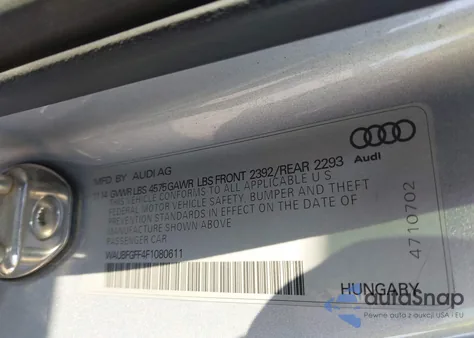 MFD BY AUDI AG
11 14 GVWR LBS 4575 GAWR LBS FRONT 2392/REAR 2293
THIS VEHICLE CONFORMS TO ALL APPLICABLE U S
FEDERAL MOTOR VEHICLE SAFETY, BUMPER, AND THEFT
PREVENTION STANDARDS IN EFFECT ON THE DATE OF
MANUFACTURE SHOWN ABOVE
PASSENGER CAR
WAUBFGFF4F1080611
Audi
4710702
HUNGARY
autoSnap
Pewne auta z aukcji USA i EU